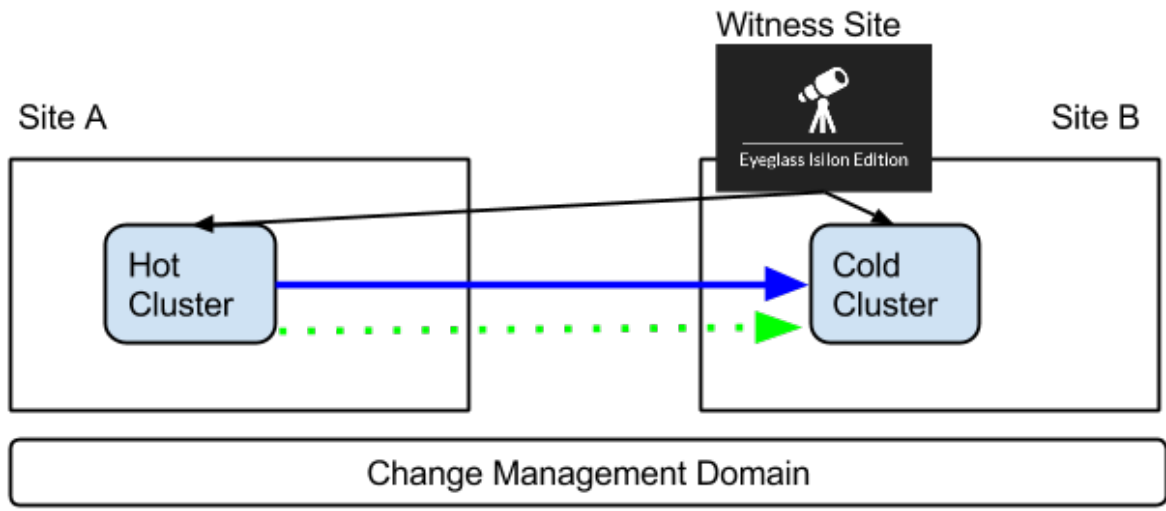 Witness Site
Site A
Site B
Eyeglass Isilon Edition
Hot
Cluster
Cold
Cluster
Change Management Domain